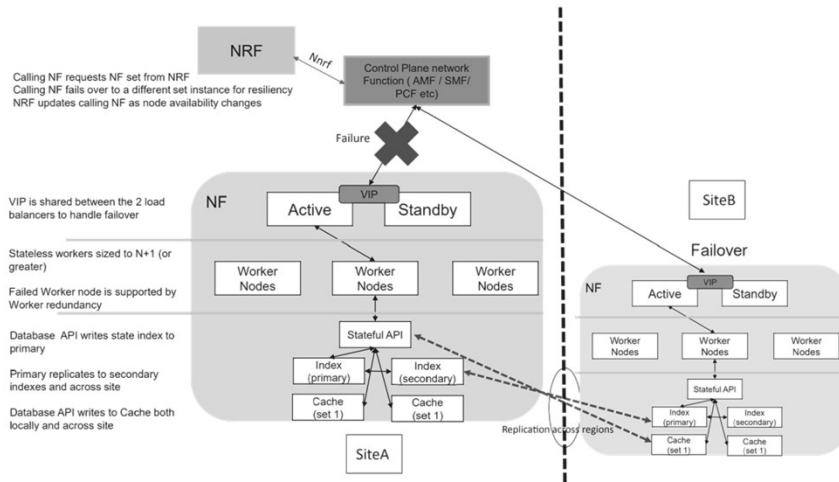 NRF
Nnrf
Control Plane network
Function ( AMF / SMF/
PCF etc)
Calling NF requests NF set from NRF
Calling NF fails over to a different set instance for resiliency
NRF updates calling NF as node availability changes
Failure
VIP is shared between the 2 load
balancers to handle failover
NF
VIP
Active
Standby
Stateless workers sized to N+1 (or
greater)
Failed Worker node is supported by
Worker redundancy
Worker
Nodes
Worker
Nodes
Worker
Nodes
Database API writes state index to
primary
Primary replicates to secondary
indexes and across site
Database API writes to Cache both
locally and across site
Stateful API
Index
(primary)
Index
(secondary)
Cache
(set 1)
Cache
(set 1)
SiteA
Replication across regions
SiteB
Failover
NF
VIP
Active
Standby
Worker
Nodes
Worker
Nodes
Worker
Nodes
Stateful API
Index
(primary)
Index
(secondary)
Cache
(set 1)
Cache
(set 1)